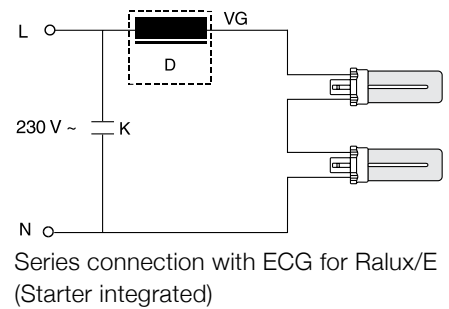 L
VG
D
230 V ~
K
N
Series connection with ECG for Ralux/E
(Starter integrated)